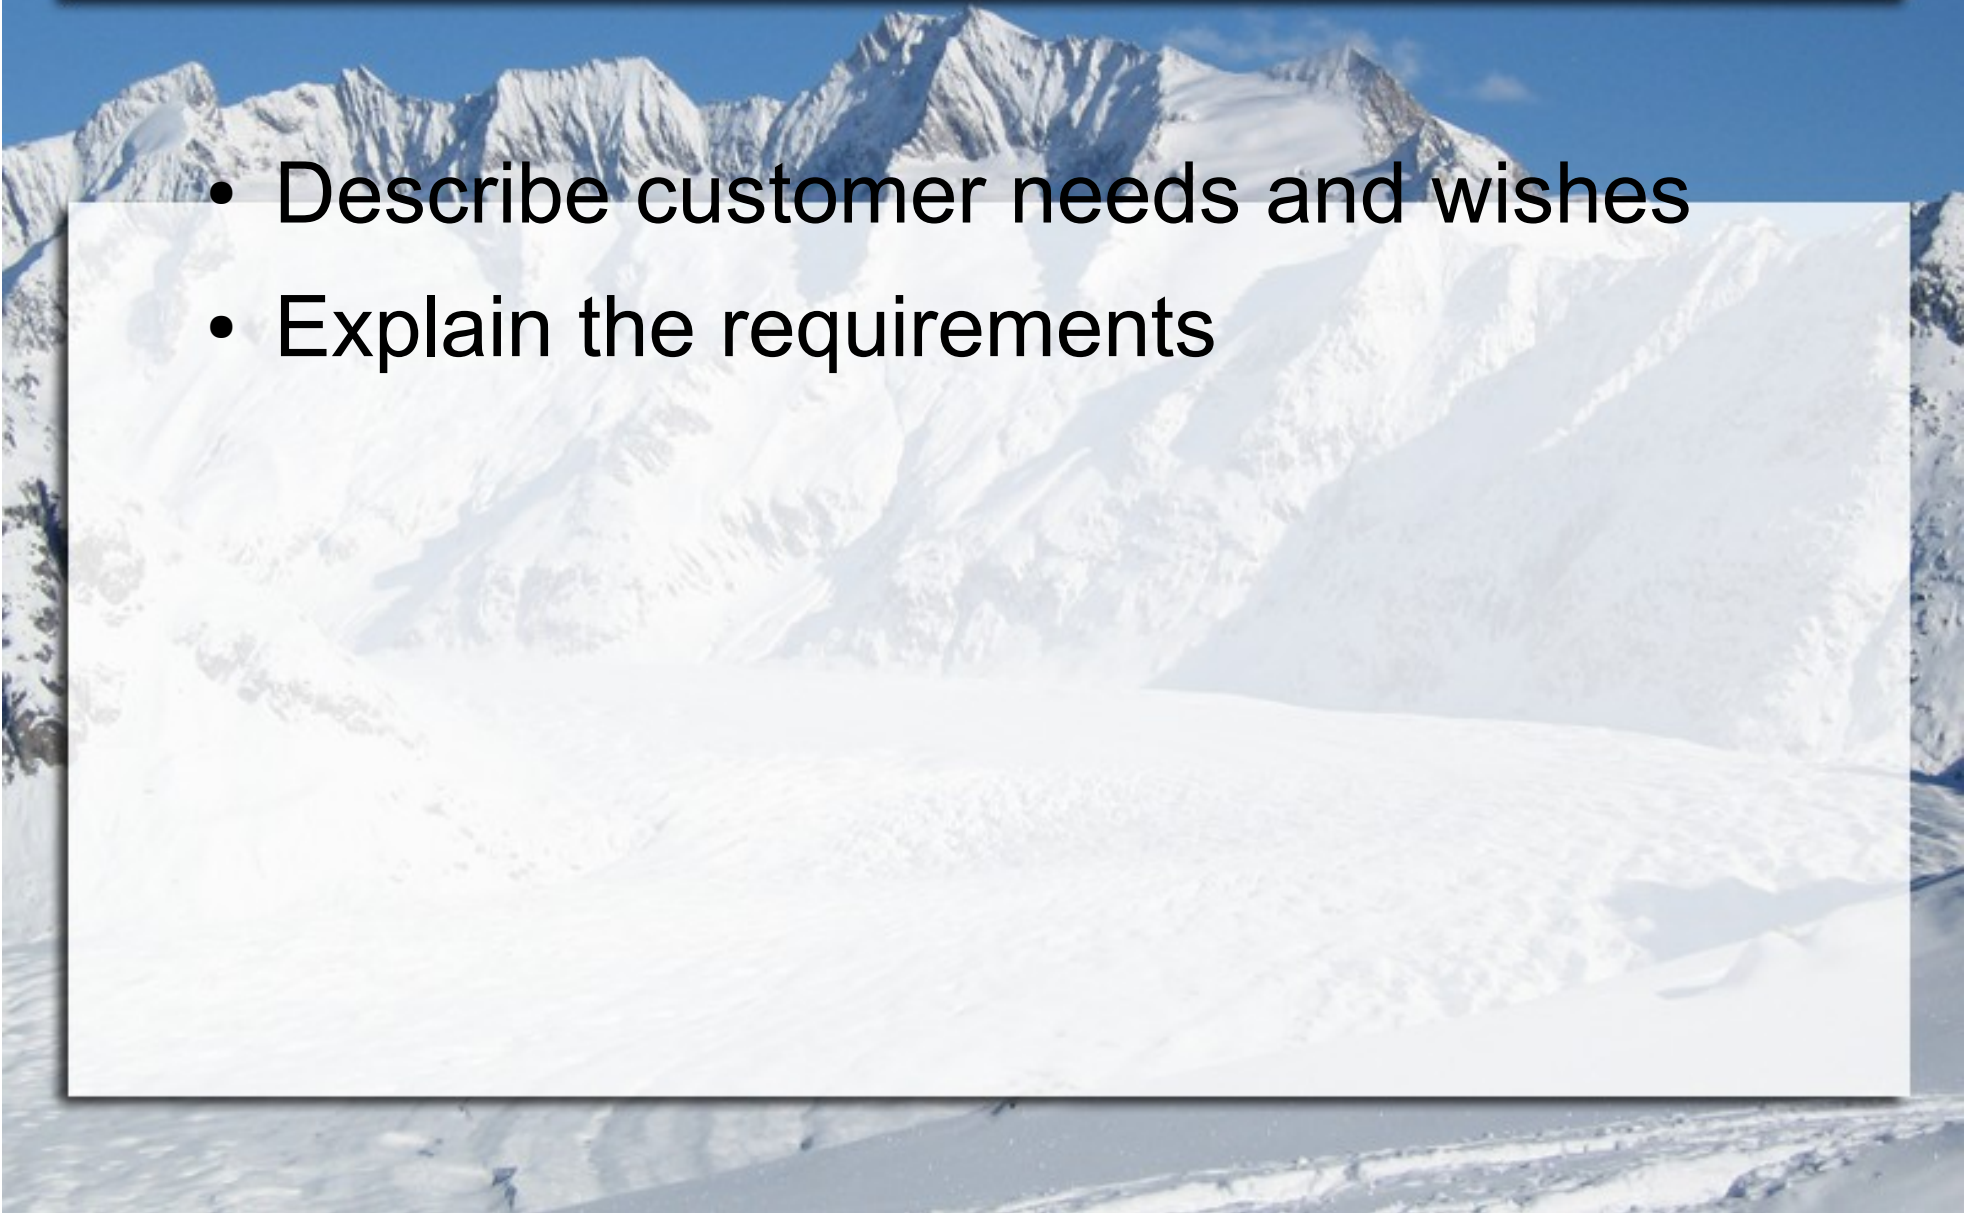 • Describe customer needs and wishes
• Explain the requirements